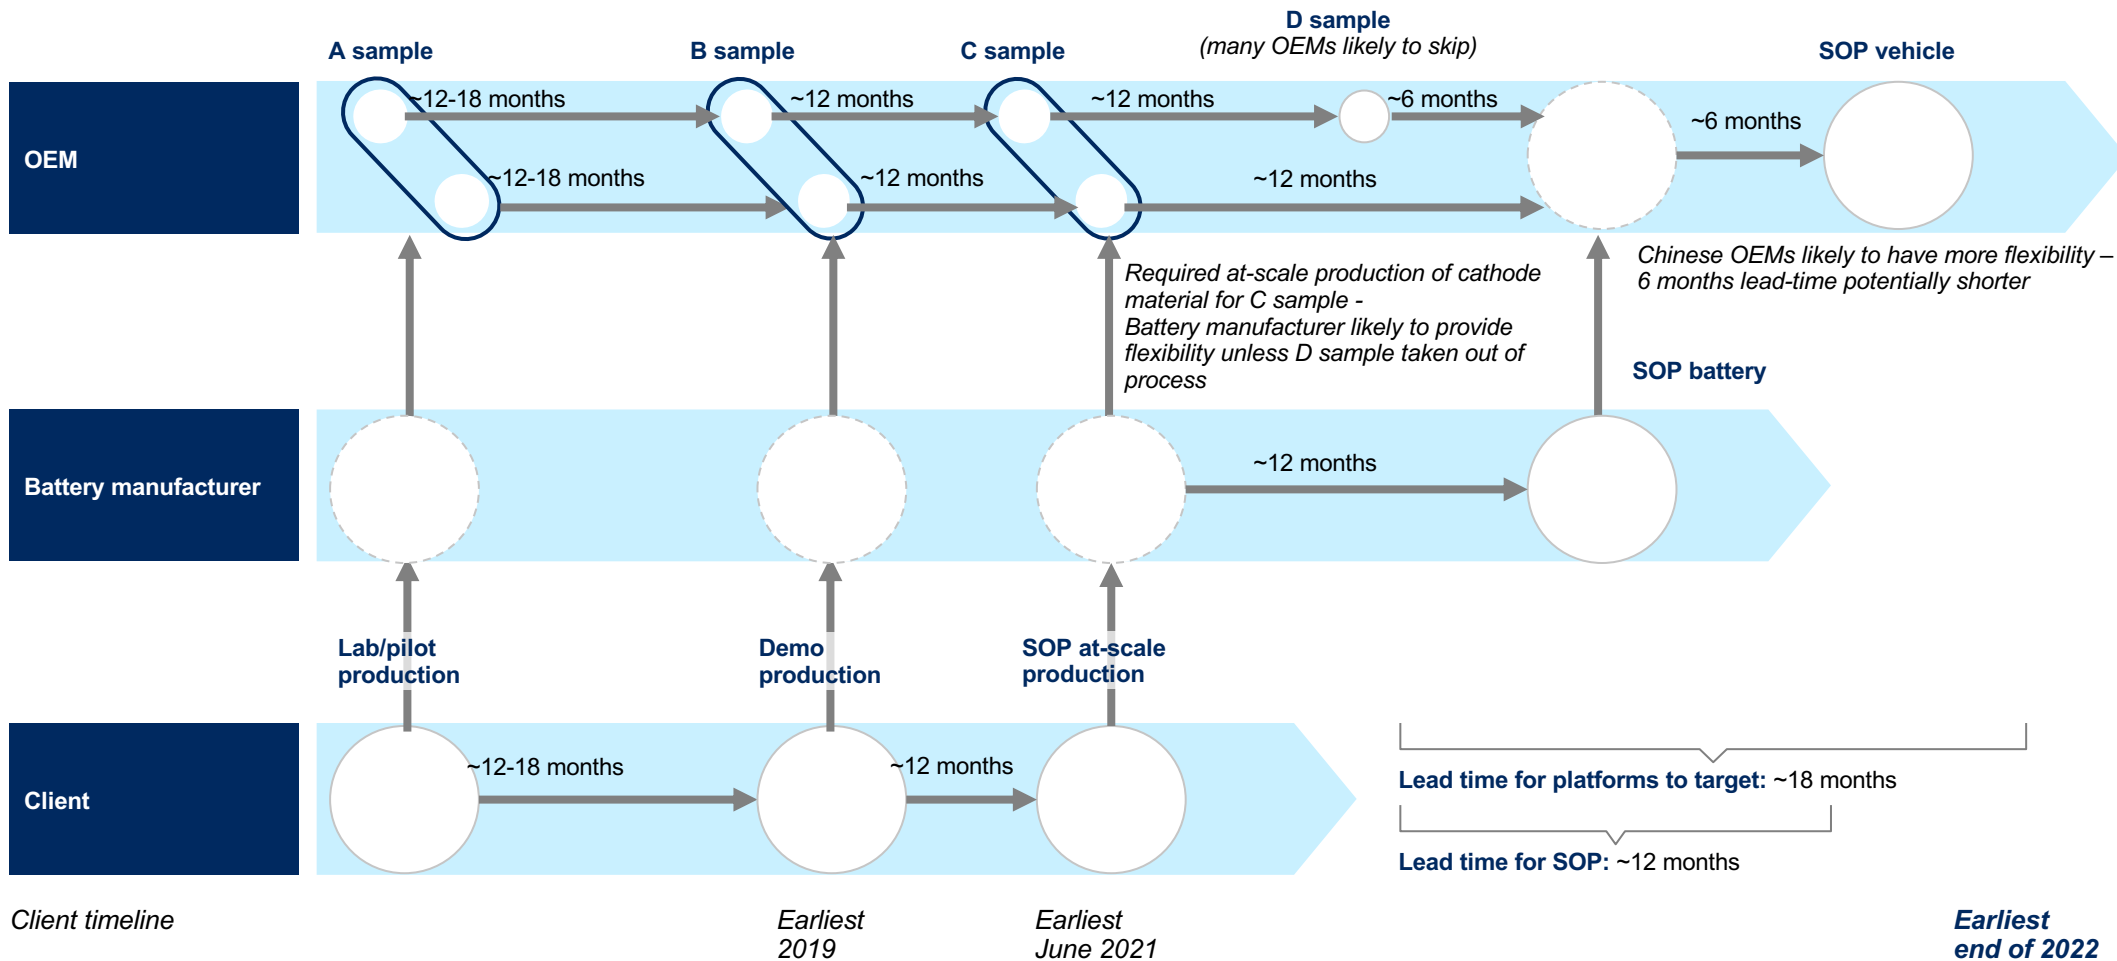 D sample
(many OEMs likely to skip)
A sample
B sample
C sample
SOP vehicle
OEM
~12-18 months
~12 months
~12 months
~6 months
~6 months
~12-18 months
~12 months
~12 months
Required at-scale production of cathode
material for C sample -
Battery manufacturer likely to provide
flexibility unless D sample taken out of
process
Chinese OEMs likely to have more flexibility –
6 months lead-time potentially shorter
SOP battery
Battery manufacturer
~12 months
Lab/pilot
production
Demo
production
SOP at-scale
production
Client
~12-18 months
~12 months
Lead time for platforms to target: ~18 months
Lead time for SOP: ~12 months
Client timeline
Earliest
2019
Earliest
June 2021
Earliest
end of 2022